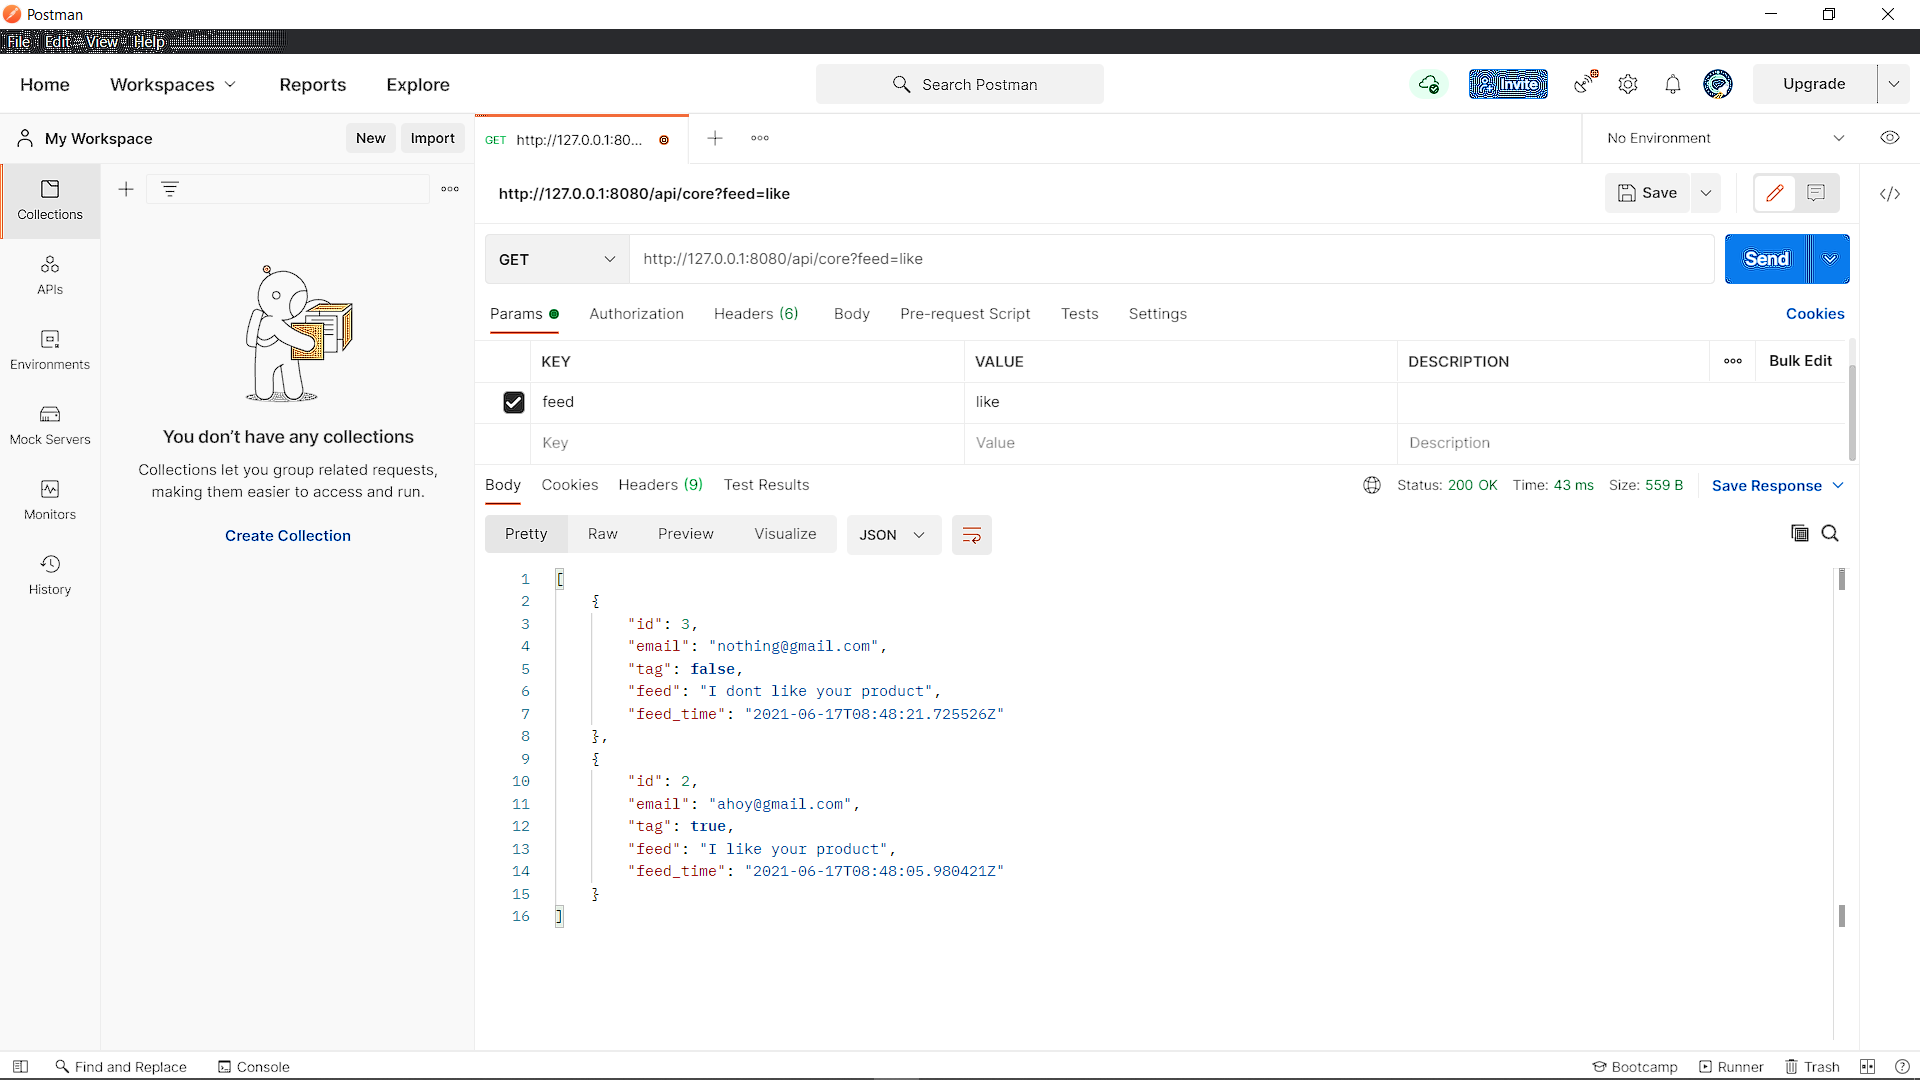 Postman
File Edit View Help
Home Workspaces Reports Explore Search Postman Invite Upgrade
My Workspace New Import GET http://127.0.0.1:80... No Environment
http://127.0.0.1:8080/api/core?feed=like Save
Collections
APIs
Environments
Mock Servers
Monitors
History
You don’t have any collections
Collections let you group related requests,
making them easier to access and run.
Create Collection
GET http://127.0.0.1:8080/api/core?feed=like Send
Params Authorization Headers (6) Body Pre-request Script Tests Settings Cookies
KEY VALUE DESCRIPTION Bulk Edit
feed like
Key Value Description
Body Cookies Headers (9) Test Results Status: 200 OK Time: 43 ms Size: 559 B Save Response
Pretty Raw Preview Visualize JSON
1 [
2 {
3 "id": 3,
4 "email": "nothing@gmail.com",
5 "tag": false,
6 "feed": "I dont like your product",
7 "feed_time": "2021-06-17T08:48:21.725526Z"
8 },
9 {
10 "id": 2,
11 "email": "ahoy@gmail.com",
12 "tag": true,
13 "feed": "I like your product",
14 "feed_time": "2021-06-17T08:48:05.980421Z"
15 }
16 ]
Find and Replace Console Bootcamp Runner Trash